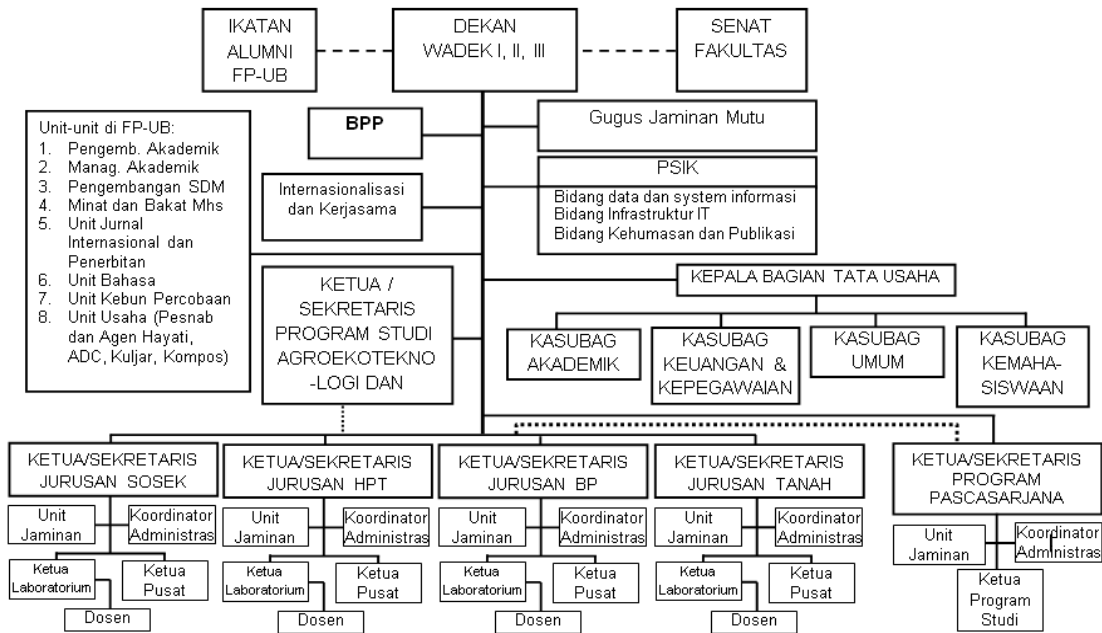 IKATAN
ALUMNI
FP-UB
DEKAN
WADEK I, II, III
SENAT
FAKULTAS
Unit-unit di FP-UB:
1. Pengemb. Akademik
2. Manag. Akademik
3. Pengembangan SDM
4. Minat dan Bakat Mhs
5. Unit Jurnal
Internasional dan
Penerbitan
6. Unit Bahasa
7. Unit Kebun Percobaan
8. Unit Usaha (Pesnab
dan Agen Hayati,
ADC, Kuljar, Kompos)
BPP
Gugus Jaminan Mutu
Internasionalisasi
dan Kerjasama
PSIK
Bidang data dan system informasi
Bidang Infrastruktur IT
Bidang Kehumasan dan Publikasi
KETUA /
SEKRETARIS
PROGRAM STUDI
AGROEKOTEKNO
-LOGI DAN
KEPALA BAGIAN TATA USAHA
KASUBAG
AKADEMIK
KASUBAG
KEUANGAN &
KEPEGAWAIAN
KASUBAG
UMUM
KASUBAG
KEMAHA-
SISWAAN
KETUA/SEKRETARIS
JURUSAN SOSEK
KETUA/SEKRETARIS
JURUSAN HPT
KETUA/SEKRETARIS
JURUSAN BP
KETUA/SEKRETARIS
JURUSAN TANAH
KETUA/SEKRETARIS
PROGRAM
PASCASARJANA
Unit
Jaminan
Koordinator
Administras
Unit
Jaminan
Koordinator
Administras
Unit
Jaminan
Koordinator
Administras
Unit
Jaminan
Koordinator
Administras
Unit
Jaminan
Koordinator
Administras
Ketua
Laboratorium
Ketua
Pusat
Ketua
Laboratorium
Ketua
Pusat
Ketua
Laboratorium
Ketua
Pusat
Ketua
Laboratorium
Ketua
Pusat
Ketua
Program
Studi
Dosen
Dosen
Dosen
Dosen